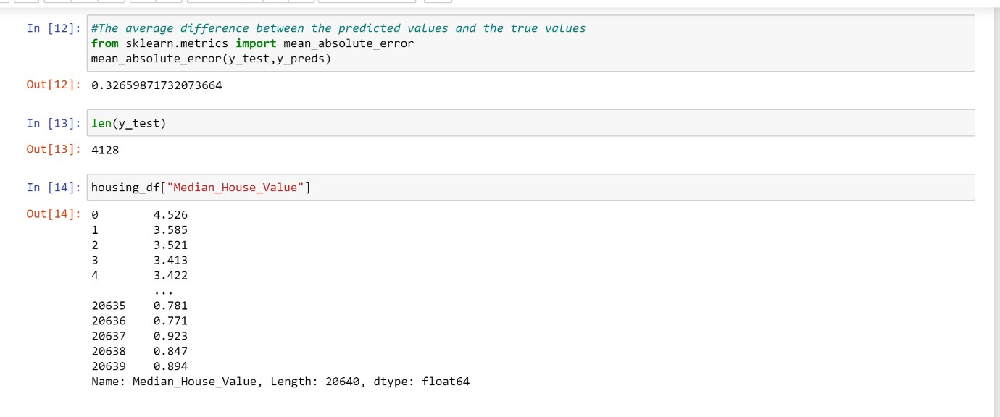 In [12]: #The average difference between the predicted values and the true values
from sklearn.metrics import mean_absolute_error
mean_absolute_error(y_test,y_preds)
Out[12]: 0.32659871732073664
In [13]: len(y_test)
Out[13]: 4128
In [14]: housing_df["Median_House_Value"]
Out[14]: 0 4.526
1 3.585
2 3.521
3 3.413
4 3.422
...
20635 0.781
20636 0.771
20637 0.923
20638 0.847
20639 0.894
Name: Median_House_Value, Length: 20640, dtype: float64